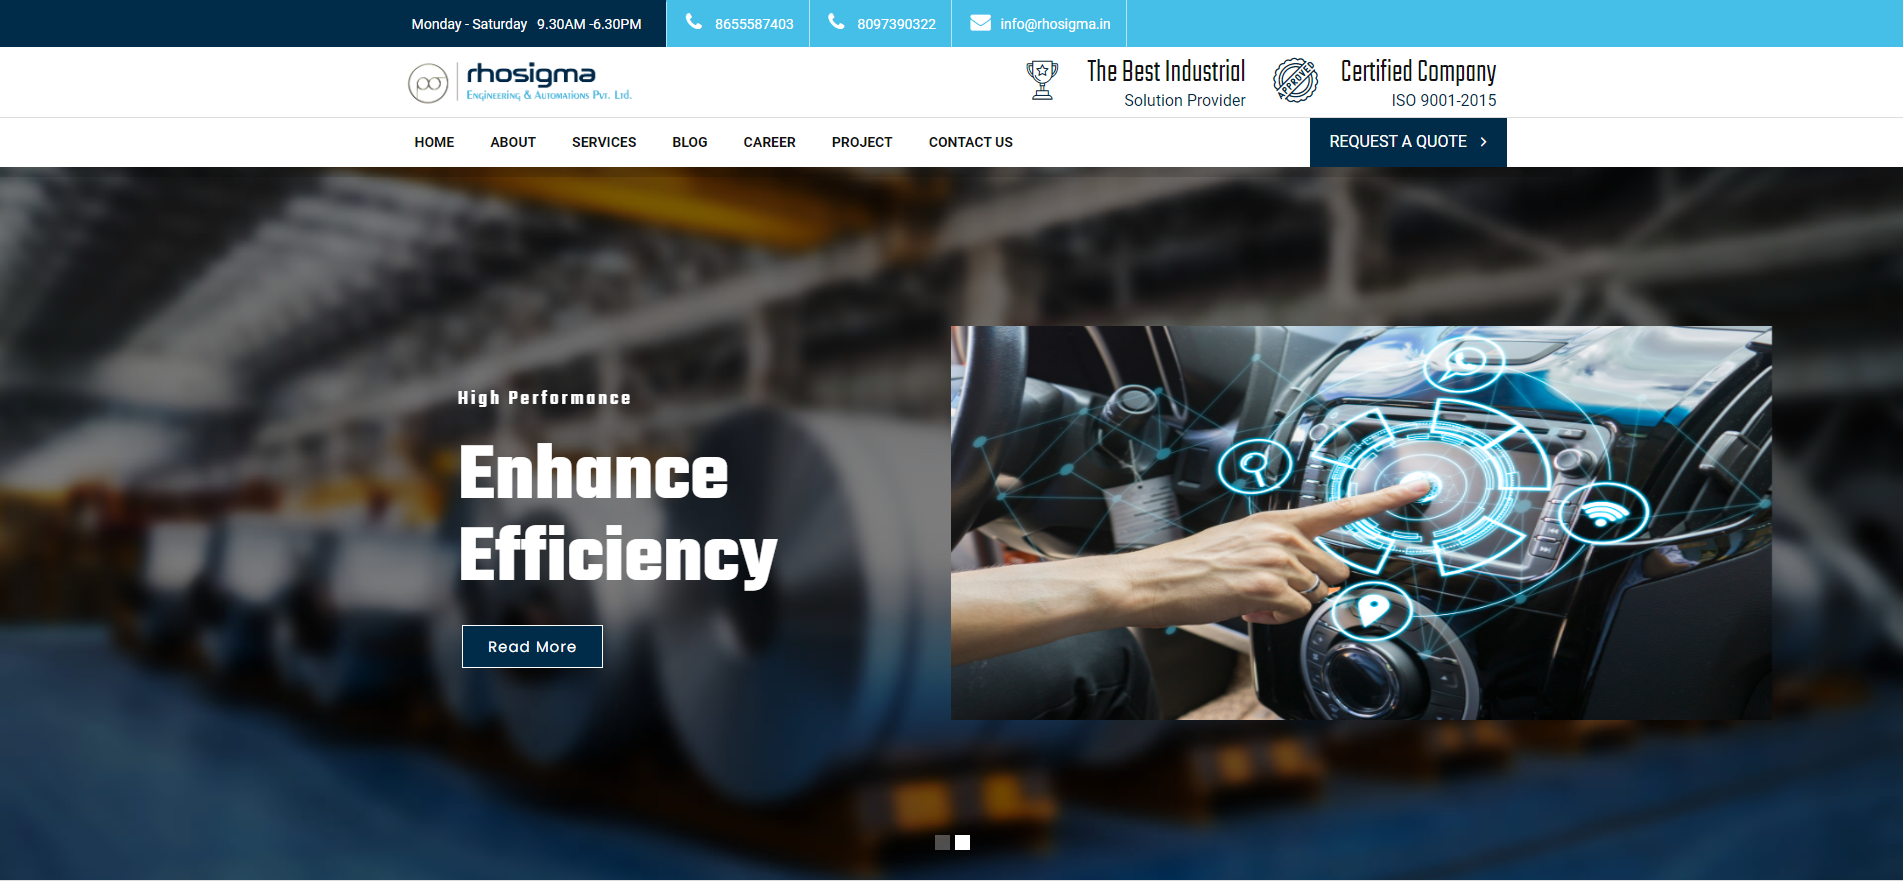 Monday - Saturday 9.30AM -6.30PM
8655587403
8097390322
info@rhosigma.in
rhosigma
Engineering & Automations Pvt. Ltd.
The Best Industrial
Solution Provider
APPROVED
Certified Company
ISO 9001-2015
HOME
ABOUT
SERVICES
BLOG
CAREER
PROJECT
CONTACT US
REQUEST A QUOTE
High Performance
Enhance
Efficiency
Read More